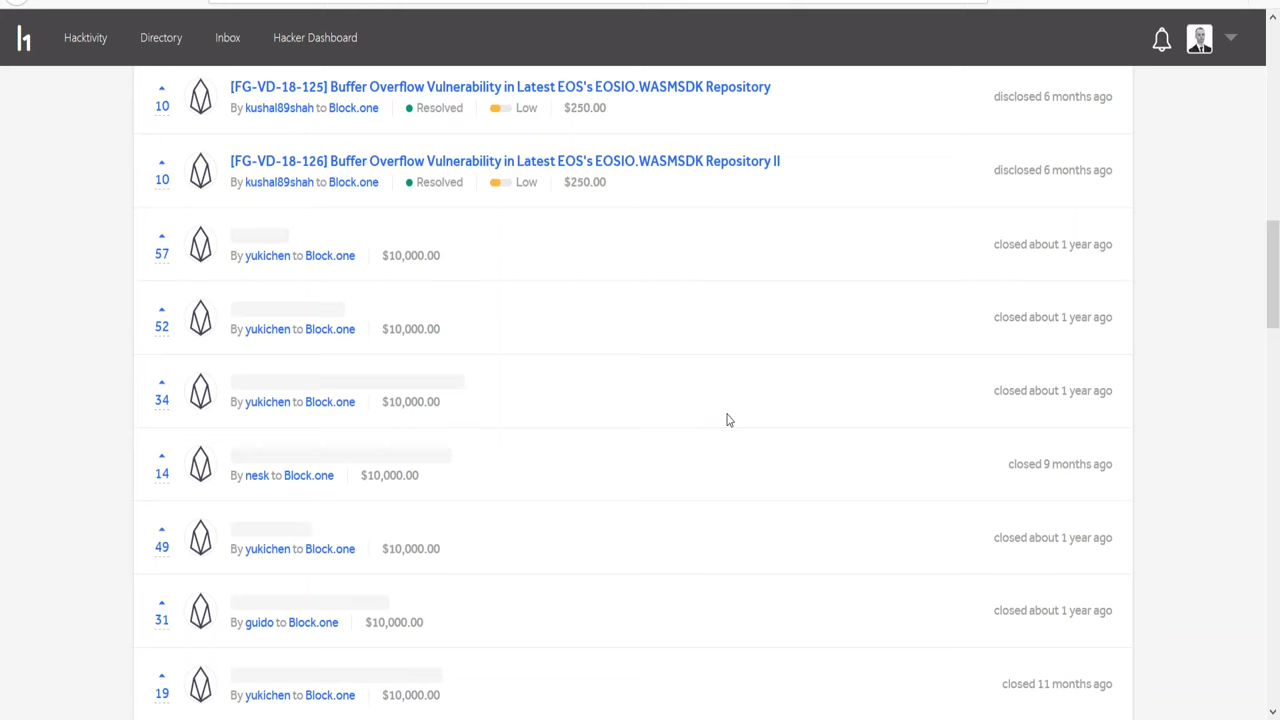 Hacktivity Directory Inbox Hacker Dashboard
[FG-VD-18-125] Buffer Overflow Vulnerability in Latest EOS's EOSIO.WASMSDK Repository
10
By kushal89shah to Block.one Resolved Low $250.00
disclosed 6 months ago
[FG-VD-18-126] Buffer Overflow Vulnerability in Latest EOS's EOSIO.WASMSDK Repository II
10
By kushal89shah to Block.one Resolved Low $250.00
disclosed 6 months ago
57
By yukichen to Block.one $10,000.00
closed about 1 year ago
52
By yukichen to Block.one $10,000.00
closed about 1 year ago
34
By yukichen to Block.one $10,000.00
closed about 1 year ago
14
By nesk to Block.one $10,000.00
closed 9 months ago
49
By yukichen to Block.one $10,000.00
closed about 1 year ago
31
By guido to Block.one $10,000.00
closed about 1 year ago
19
By yukichen to Block.one $10,000.00
closed 11 months ago